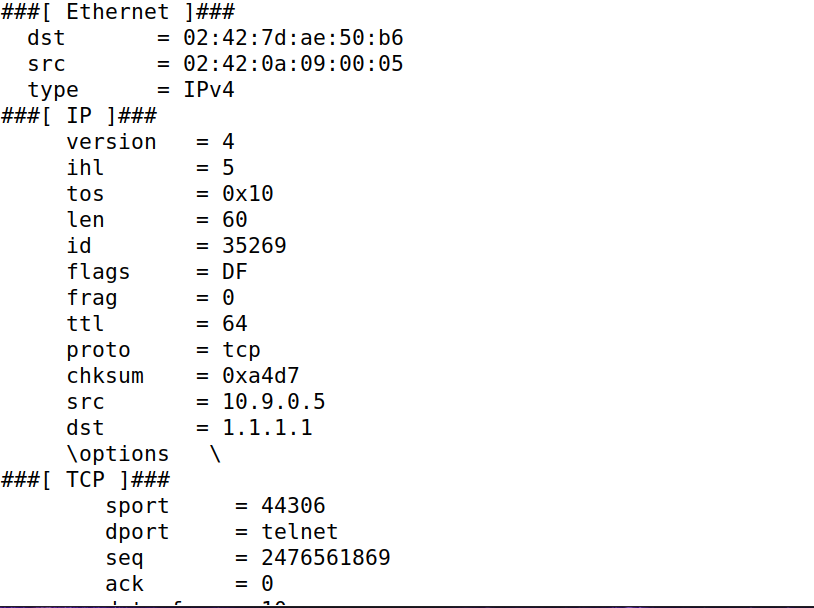 ###[ Ethernet ]###
  dst       = 02:42:7d:ae:50:b6
  src       = 02:42:0a:09:00:05
  type      = IPv4
###[ IP ]###
     version   = 4
     ihl       = 5
     tos       = 0x10
     len       = 60
     id        = 35269
     flags     = DF
     frag      = 0
     ttl       = 64
     proto     = tcp
     chksum    = 0xa4d7
     src       = 10.9.0.5
     dst       = 1.1.1.1
     \options   \
###[ TCP ]###
        sport     = 44306
        dport     = telnet
        seq       = 2476561869
        ack       = 0